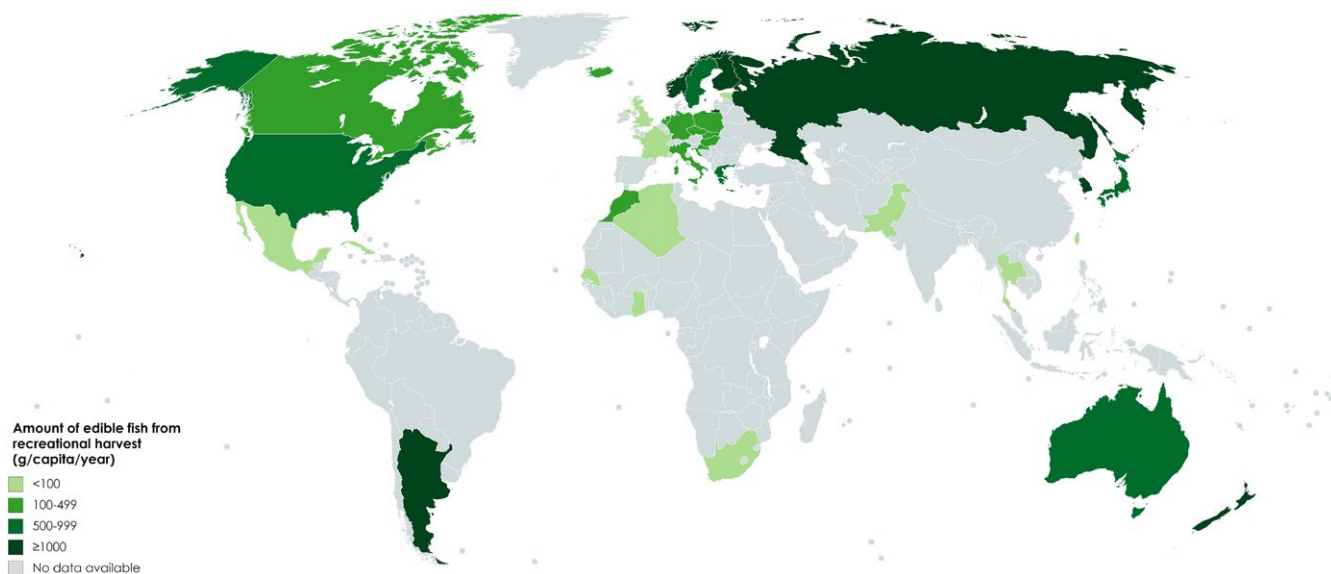 Amount of edible fish from
recreational harvest
(g/capita/year)
<100
100-499
500-999
≥1000
No data available